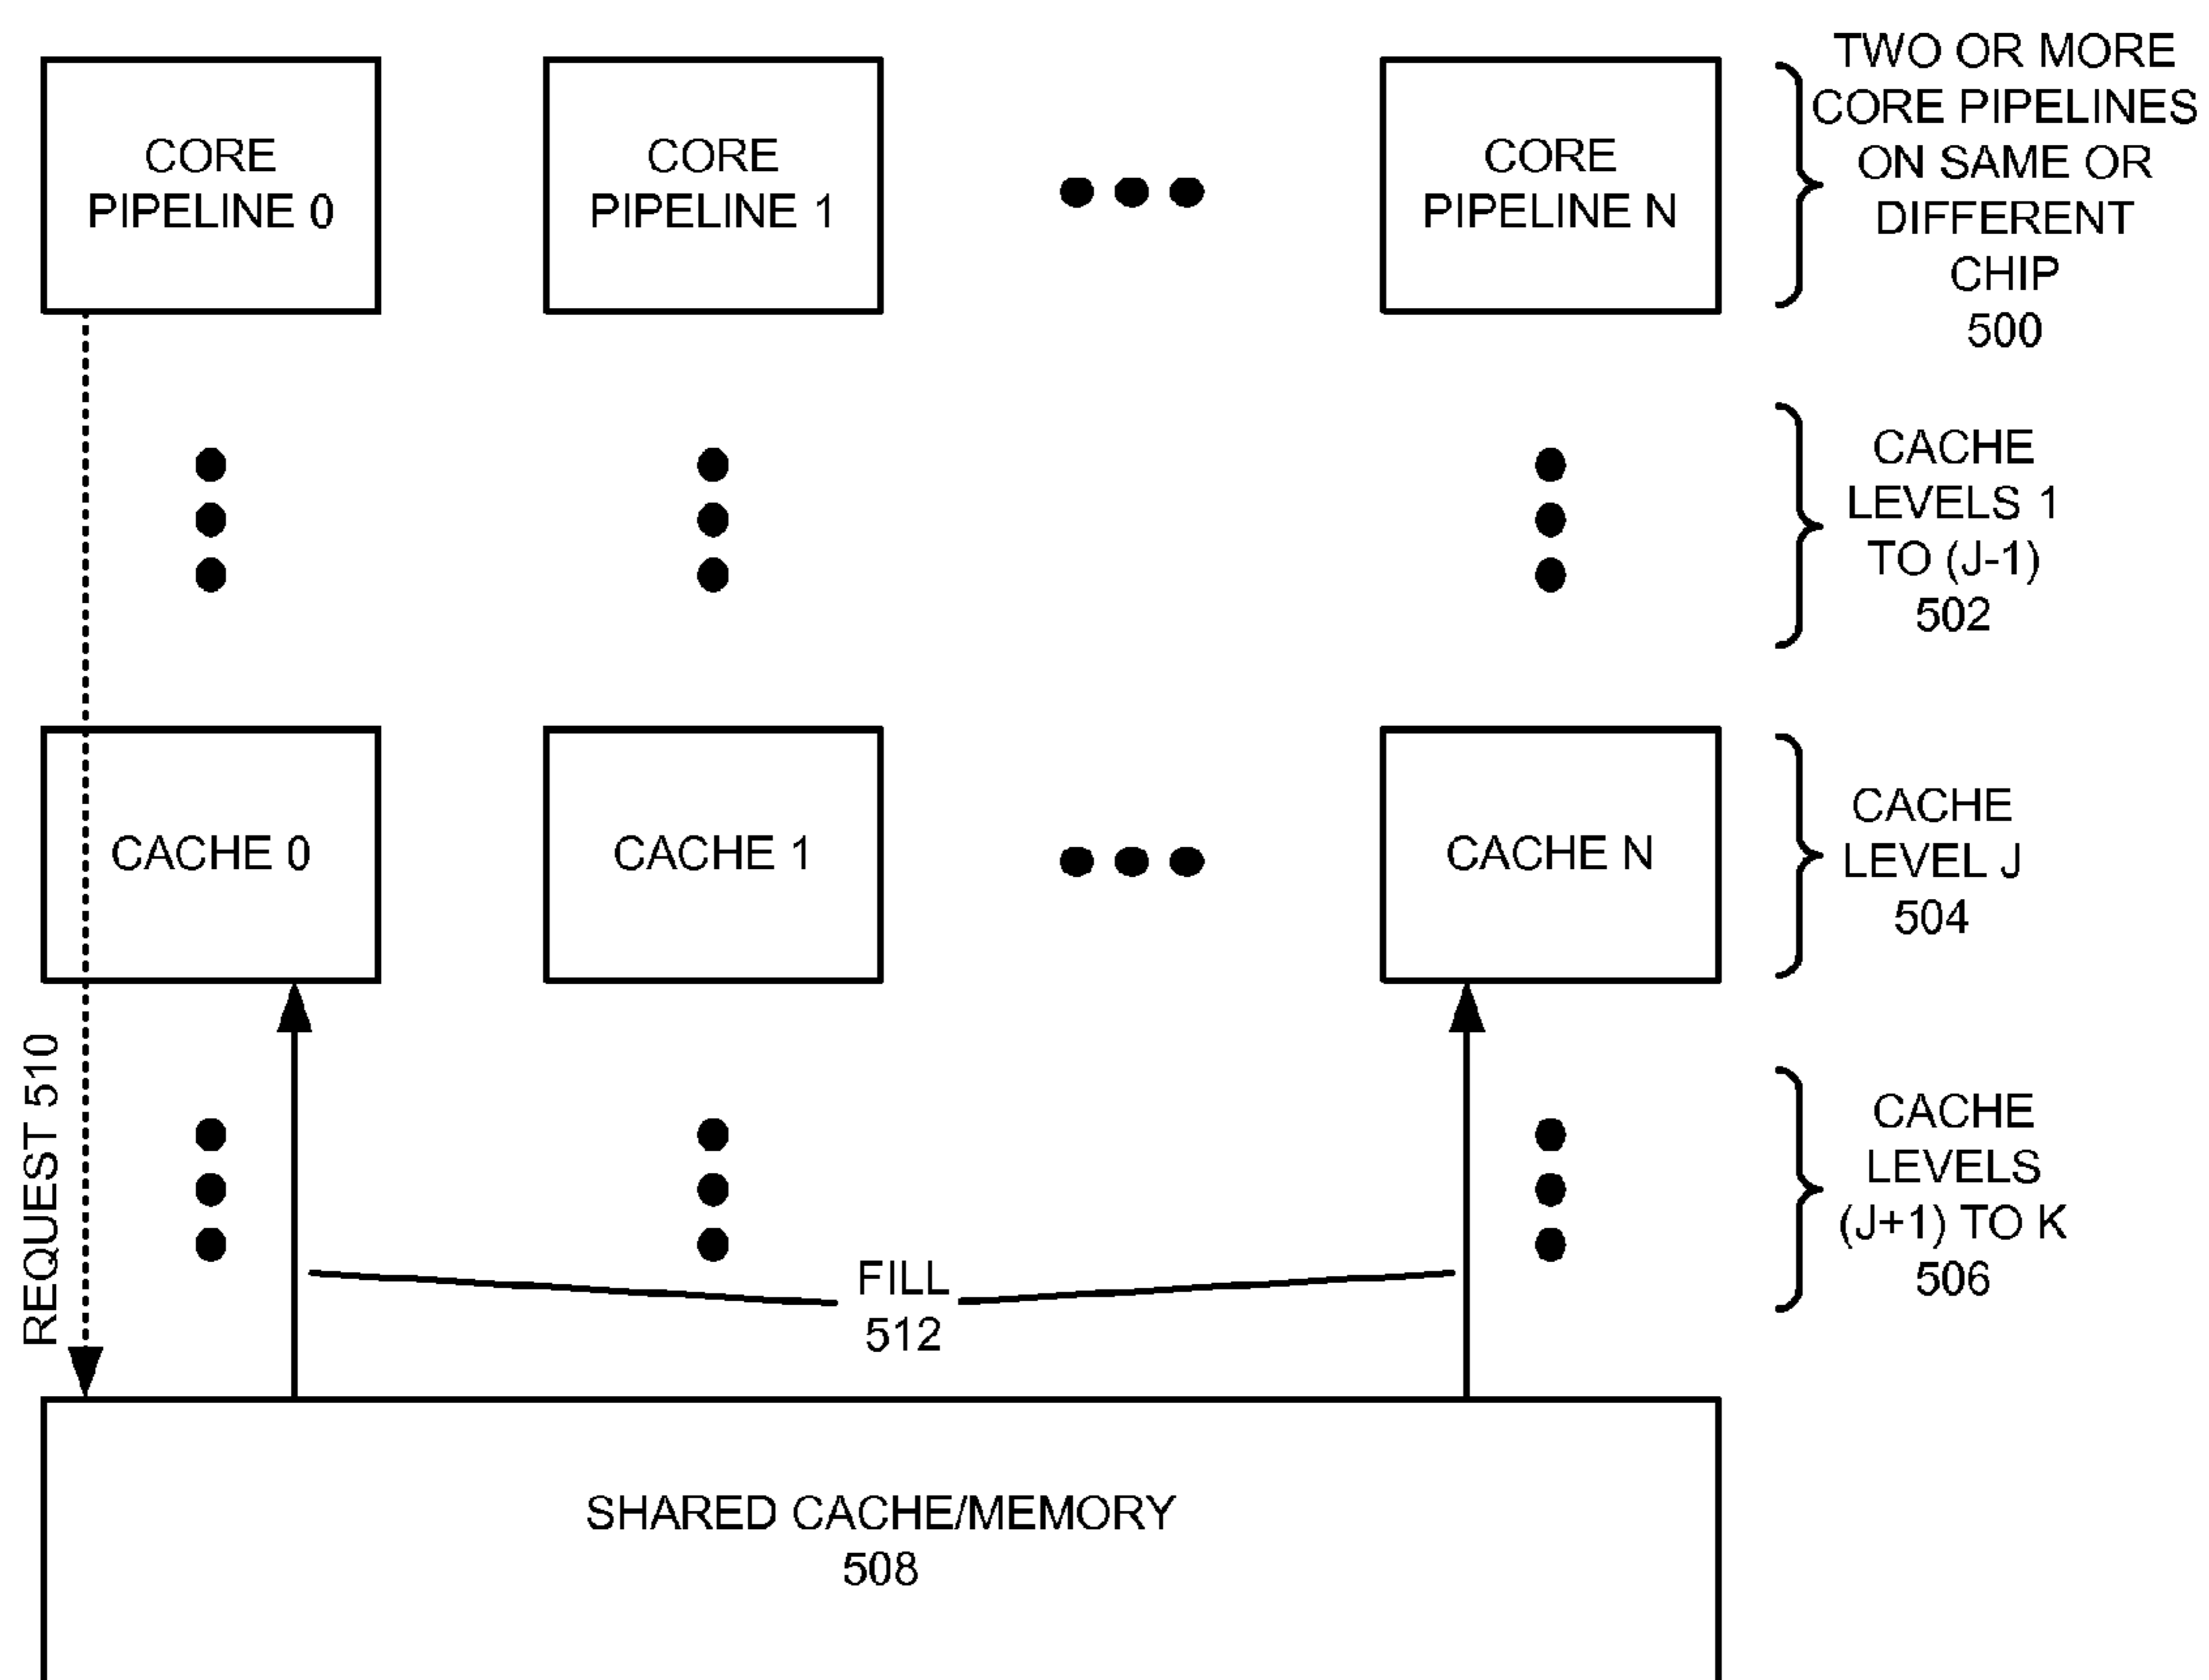 CORE
PIPELINE 0
CORE
PIPELINE 1
CORE
PIPELINE N
TWO OR MORE
CORE PIPELINES
ON SAME OR
DIFFERENT
CHIP
500
CACHE
LEVELS 1
TO (J-1)
502
CACHE 0
CACHE 1
CACHE N
CACHE
LEVEL J
504
REQUEST 510
CACHE
LEVELS
(J+1) TO K
506
FILL
512
SHARED CACHE/MEMORY
508